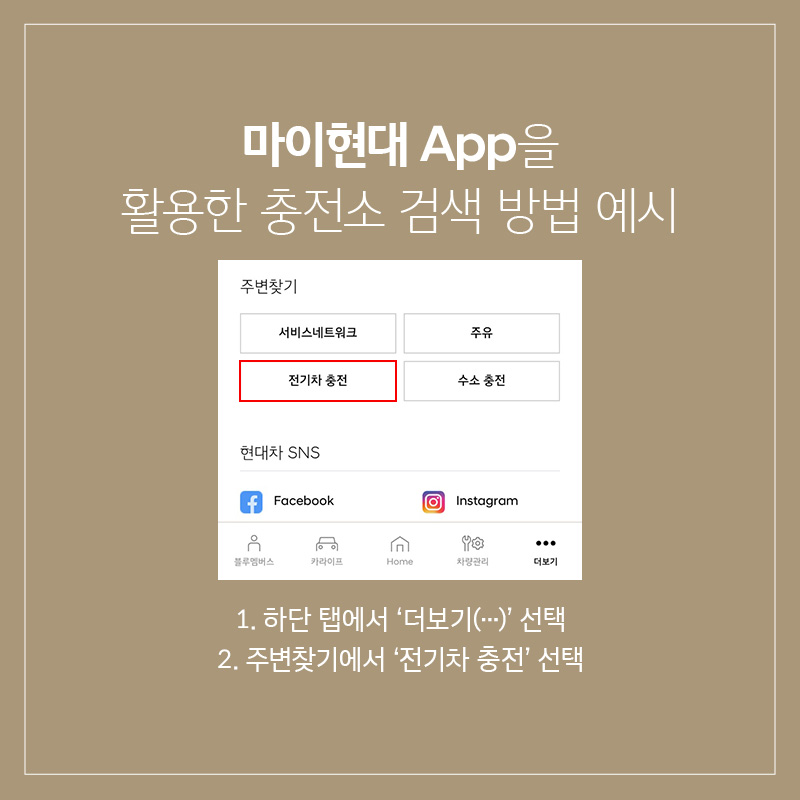 마이현대 App을
활용한 충전소 검색 방법 예시
주변찾기
서비스네트워크 주유
전기차 충전 수소 충전
현대차 SNS
Facebook Instagram
블루멤버스 카라이프 Home 차량관리 더보기
1. 하단 탭에서 ‘더보기(···)’ 선택
2. 주변찾기에서 ‘전기차 충전’ 선택